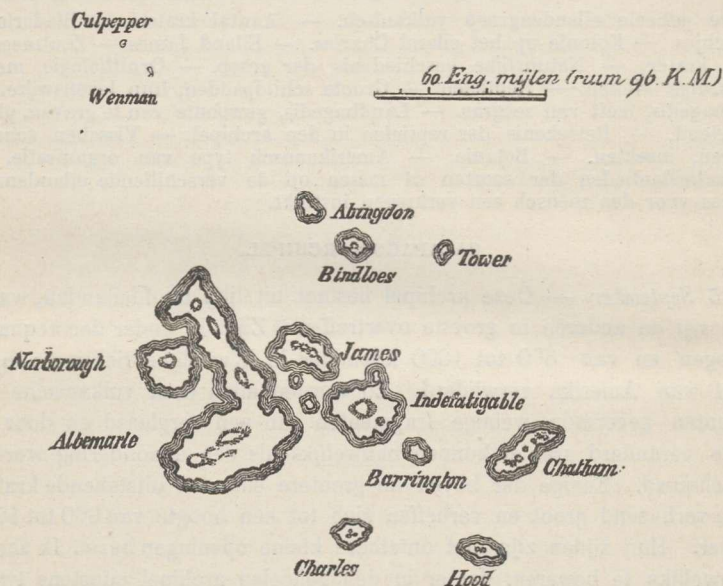 Culpepper
Wenman
60 Eng. mijlen (ruim 96 K.M)
Abingdon
Bindloes
Tower
Narborough
James
Albemarle
Indefatigable
Barrington
Chatham
Charles
Hood